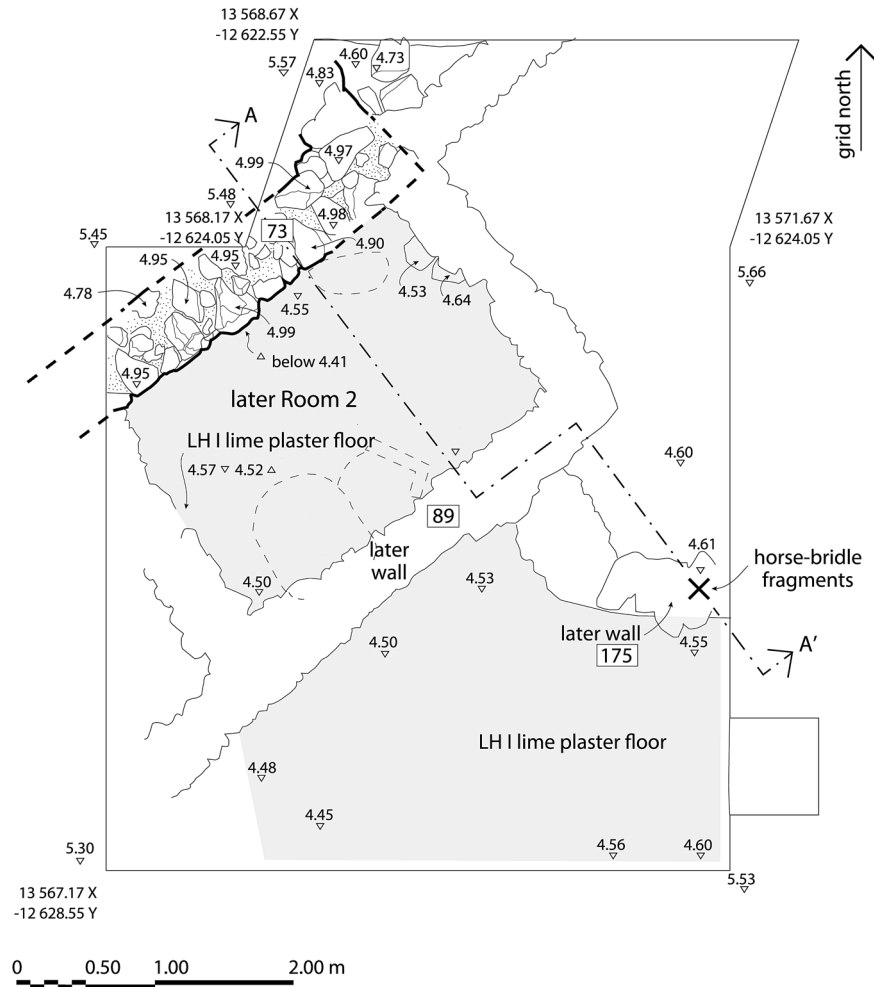 13 568.67 X
-12 622.55 Y
grid north
5.57
4.60
4.73
4.83
A
4.99
4.97
5.48
13 568.17 X
-12 624.05 Y
4.98
73
13 571.67 X
-12 624.05 Y
5.45
4.90
4.95
4.95
5.66
4.78
4.53
4.64
4.55
4.99
below 4.41
4.95
later Room 2
LH I lime plaster floor
4.57 4.52
4.60
89
later
wall
4.61
horse-bridle
fragments
4.50
4.53
later wall
175
4.55
A'
4.50
LH I lime plaster floor
4.48
4.45
4.56
4.60
5.30
5.53
13 567.17 X
-12 628.55 Y
0 0.50 1.00 2.00 m